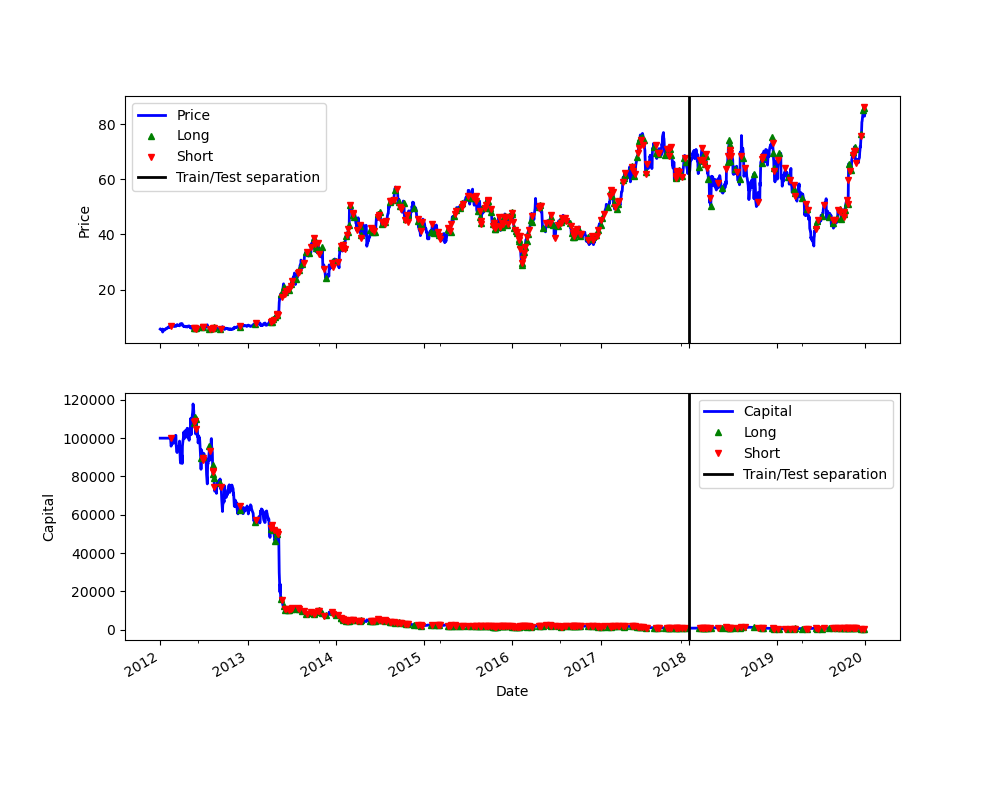 Price
Long
Short
Train/Test separation
80
60
40
20
Price
Capital
Long
Short
Train/Test separation
120000
100000
80000
60000
40000
20000
0
Capital
2012 2013 2014 2015 2016 2017 2018 2019 2020
Date